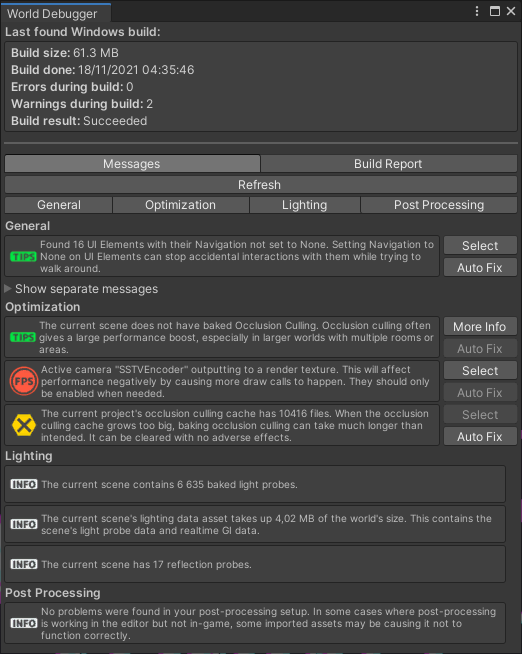 World Debugger
Last found Windows build:
Build size: 61.3 MB
Build done: 18/11/2021 04:35:46
Errors during build: 0
Warnings during build: 2
Build result: Succeeded
Messages
Build Report
Refresh
General
Optimization
Lighting
Post Processing
General
TIPS
Found 16 UI Elements with their Navigation not set to None. Setting Navigation to
None on UI Elements can stop accidental interactions with them while trying to
walk around.
Select
Auto Fix
Show separate messages
Optimization
TIPS
The current scene does not have baked Occlusion Culling. Occlusion culling often
gives a large performance boost, especially in larger worlds with multiple rooms or
areas.
More Info
Auto Fix
FPS
Active camera "SSTVEncoder" outputting to a render texture. This will affect
performance negatively by causing more draw calls to happen. They should only
be enabled when needed.
Select
Auto Fix
The current project's occlusion culling cache has 10416 files. When the occlusion
culling cache grows too big, baking occlusion culling can take much longer than
intended. It can be cleared with no adverse effects.
Select
Auto Fix
Lighting
INFO
The current scene contains 6 635 baked light probes.
INFO
The current scene's lighting data asset takes up 4,02 MB of the world's size. This contains the
scene's light probe data and realtime GI data.
INFO
The current scene has 17 reflection probes.
Post Processing
INFO
No problems were found in your post-processing setup. In some cases where post-processing
is working in the editor but not in-game, some imported assets may be causing it not to
function correctly.